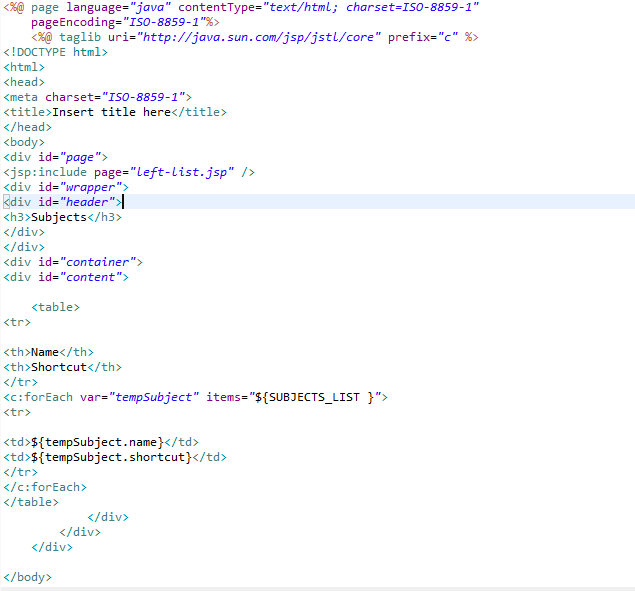 <%@ page language="java" contentType="text/html; charset=ISO-8859-1"
    pageEncoding="ISO-8859-1"%>
    <%@ taglib uri="http://java.sun.com/jsp/jstl/core" prefix="c" %>
<!DOCTYPE html>
<html>
<head>
<meta charset="ISO-8859-1">
<title>Insert title here</title>
</head>
<body>
<div id="page">
<jsp:include page="left-list.jsp" />
<div id="wrapper">
<div id="header">
<h3>Subjects</h3>
</div>
</div>
<div id="container">
<div id="content">

    <table>
<tr>

<th>Name</th>
<th>Shortcut</th>
</tr>
<c:forEach var="tempSubject" items="${SUBJECTS_LIST }">
<tr>

<td>${tempSubject.name}</td>
<td>${tempSubject.shortcut}</td>
</tr>
</c:forEach>
</table>
            </div>
        </div>
    </div>

</body>